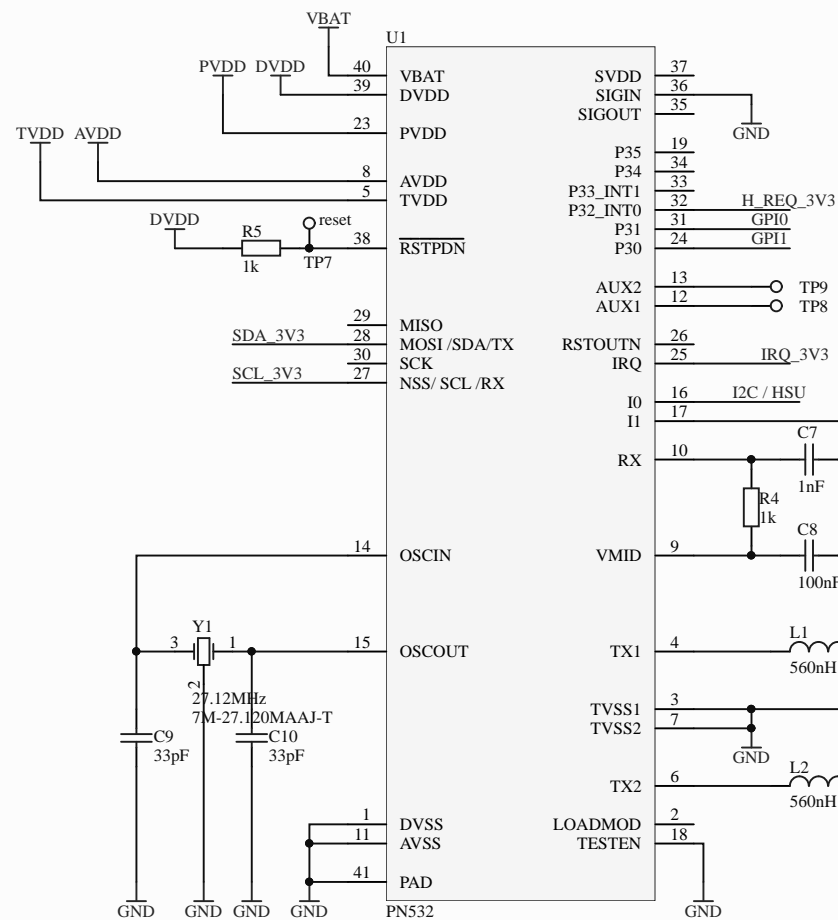 VBAT
U1
PVDD DVDD
40 VBAT SVDD 37
39 DVDD SIGIN 36
SIGOUT 35
TVDD AVDD
23 PVDD GND
P35 19
P34 34
8 AVDD P33_INT1 33
5 TVDD P32_INT0 32 H_REQ_3V3
DVDD reset P31 31 GPI0
R5 38 RSTPDN P30 24 GPI1
1k TP7
AUX2 13 TP9
AUX1 12 TP8
29 MISO
SDA_3V3 28 MOSI /SDA/TX RSTOUTN 26
30 SCK IRQ 25 IRQ_3V3
SCL_3V3 27 NSS/ SCL /RX
I0 16 I2C / HSU
I1 17
C7
RX 10
1nF
R4
1k
C8
14 OSCIN VMID 9
100nF
Y1 L1
3 1 15 OSCOUT TX1 4
560nH
2
27.12MHz
7M-27.120MAAJ-T TVSS1 3
C9 C10 TVSS2 7
33pF 33pF GND
L2
TX2 6
560nH
1 DVSS LOADMOD 2
11 AVSS TESTEN 18
41 PAD
GND GND GND GND PN532 GND